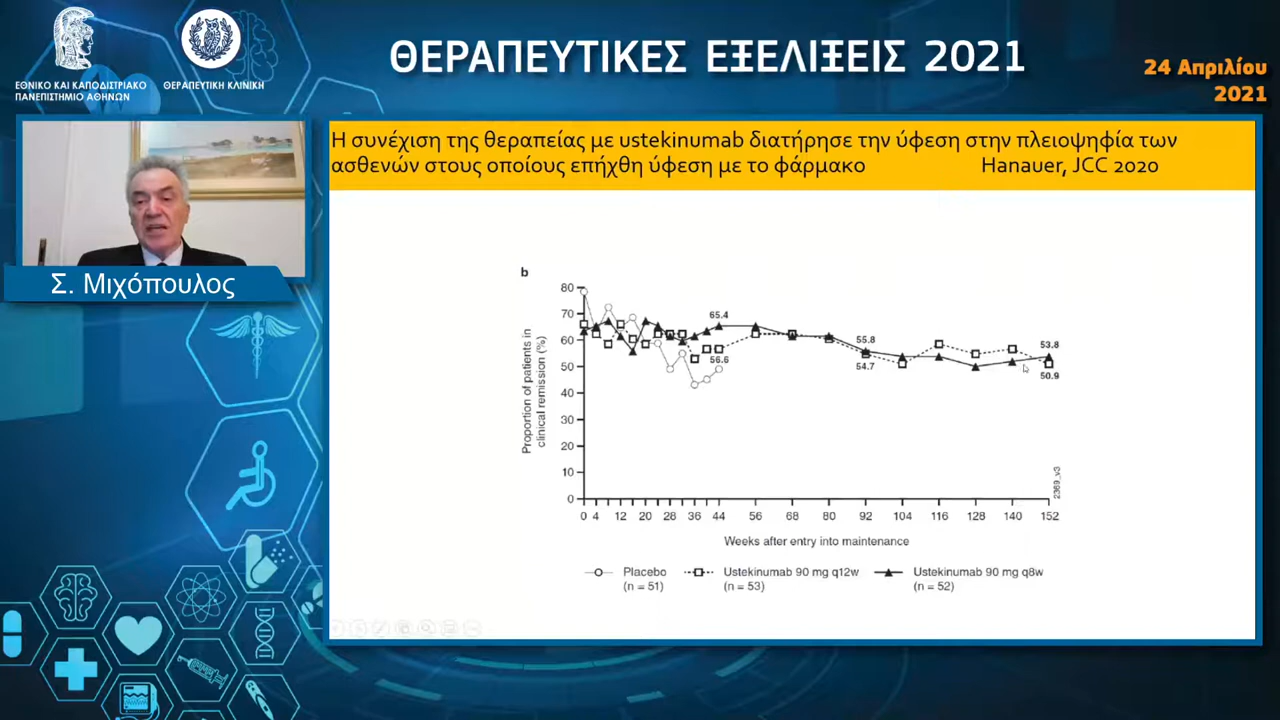 ΕΘΝΙΚΟ ΚΑΙ ΚΑΠΟΔΙΣΤΡΙΑΚΟ
ΠΑΝΕΠΙΣΤΗΜΙΟ ΑΘΗΝΩΝ
ΘΕΡΑΠΕΥΤΙΚΗ ΚΛΙΝΙΚΗ
ΘΕΡΑΠΕΥΤΙΚΕΣ ΕΞΕΛΙΞΕΙΣ 2021
24 Απριλίου
2021
Σ. Μιχόπουλος
Η συνέχιση της θεραπείας με ustekinumab διατήρησε την ύφεση στην πλειοψηφία των
ασθενών στους οποίους επήχθη ύφεση με το φάρμακο Hanauer, JCC 2020
b
Proportion of patients in
clinical remission (%)
80
70
60
50
40
30
20
10
0
65.4
56.6
55.8
54.7
53.8
50.9
2369_v3
0 4 12 20 28 36 44 56 68 80 92 104 116 128 140 152
Weeks after entry into maintenance
Placebo
(n = 51)
Ustekinumab 90 mg q12w
(n = 53)
Ustekinumab 90 mg q8w
(n = 52)